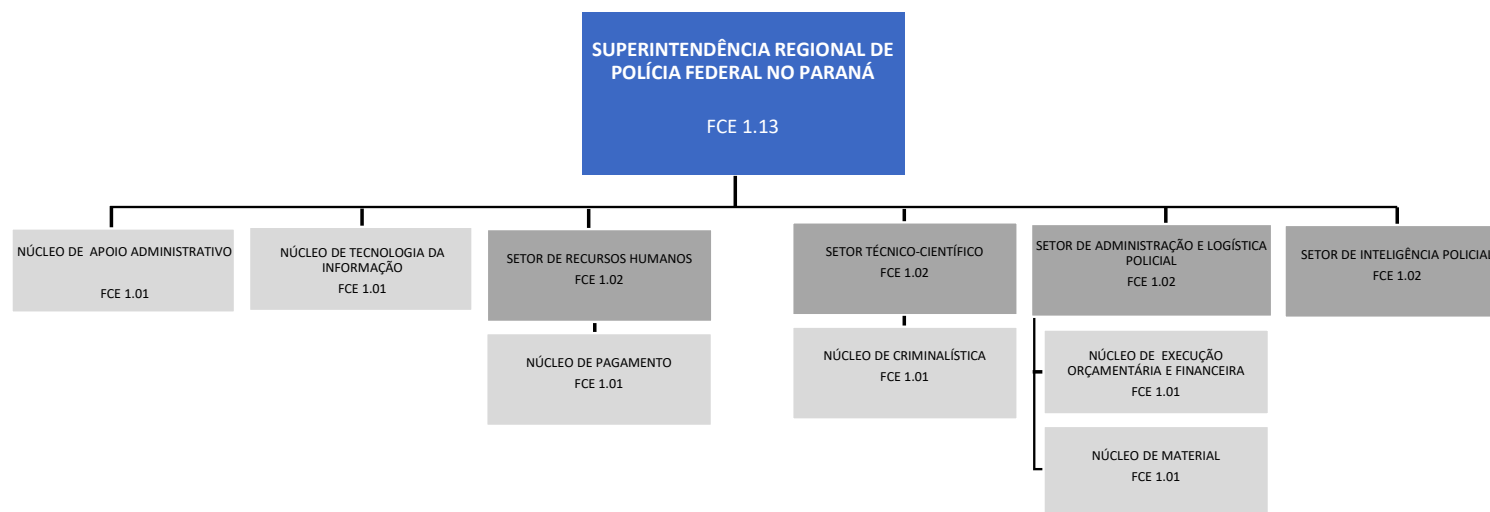 SUPERINTENDÊNCIA REGIONAL DE
POLÍCIA FEDERAL NO PARANÁ
FCE 1.13
NÚCLEO DE APOIO ADMINISTRATIVO
FCE 1.01
NÚCLEO DE TECNOLOGIA DA
INFORMAÇÃO
FCE 1.01
SETOR DE RECURSOS HUMANOS
FCE 1.02
SETOR TÉCNICO-CIENTÍFICO
FCE 1.02
SETOR DE ADMINISTRAÇÃO E LOGÍSTICA
POLICIAL
FCE 1.02
SETOR DE INTELIGÊNCIA POLICIAL
FCE 1.02
NÚCLEO DE PAGAMENTO
FCE 1.01
NÚCLEO DE CRIMINALÍSTICA
FCE 1.01
NÚCLEO DE EXECUÇÃO
ORÇAMENTÁRIA E FINANCEIRA
FCE 1.01
NÚCLEO DE MATERIAL
FCE 1.01